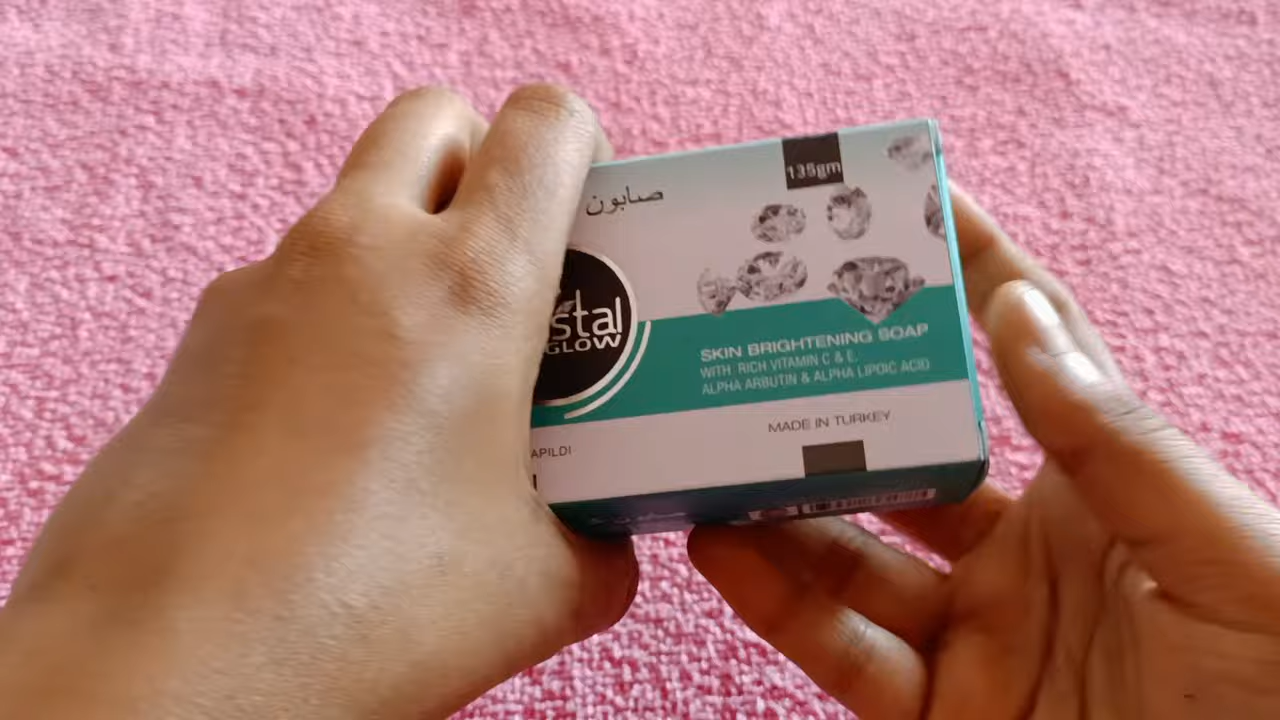 135gm
صابون
stal
GLOW
SKIN BRIGHTENING SOAP
WITH RICH VITAMIN C & E,
ALPHA ARBUTIN & ALPHA LIPOIC ACID
MADE IN TURKEY
APILDI